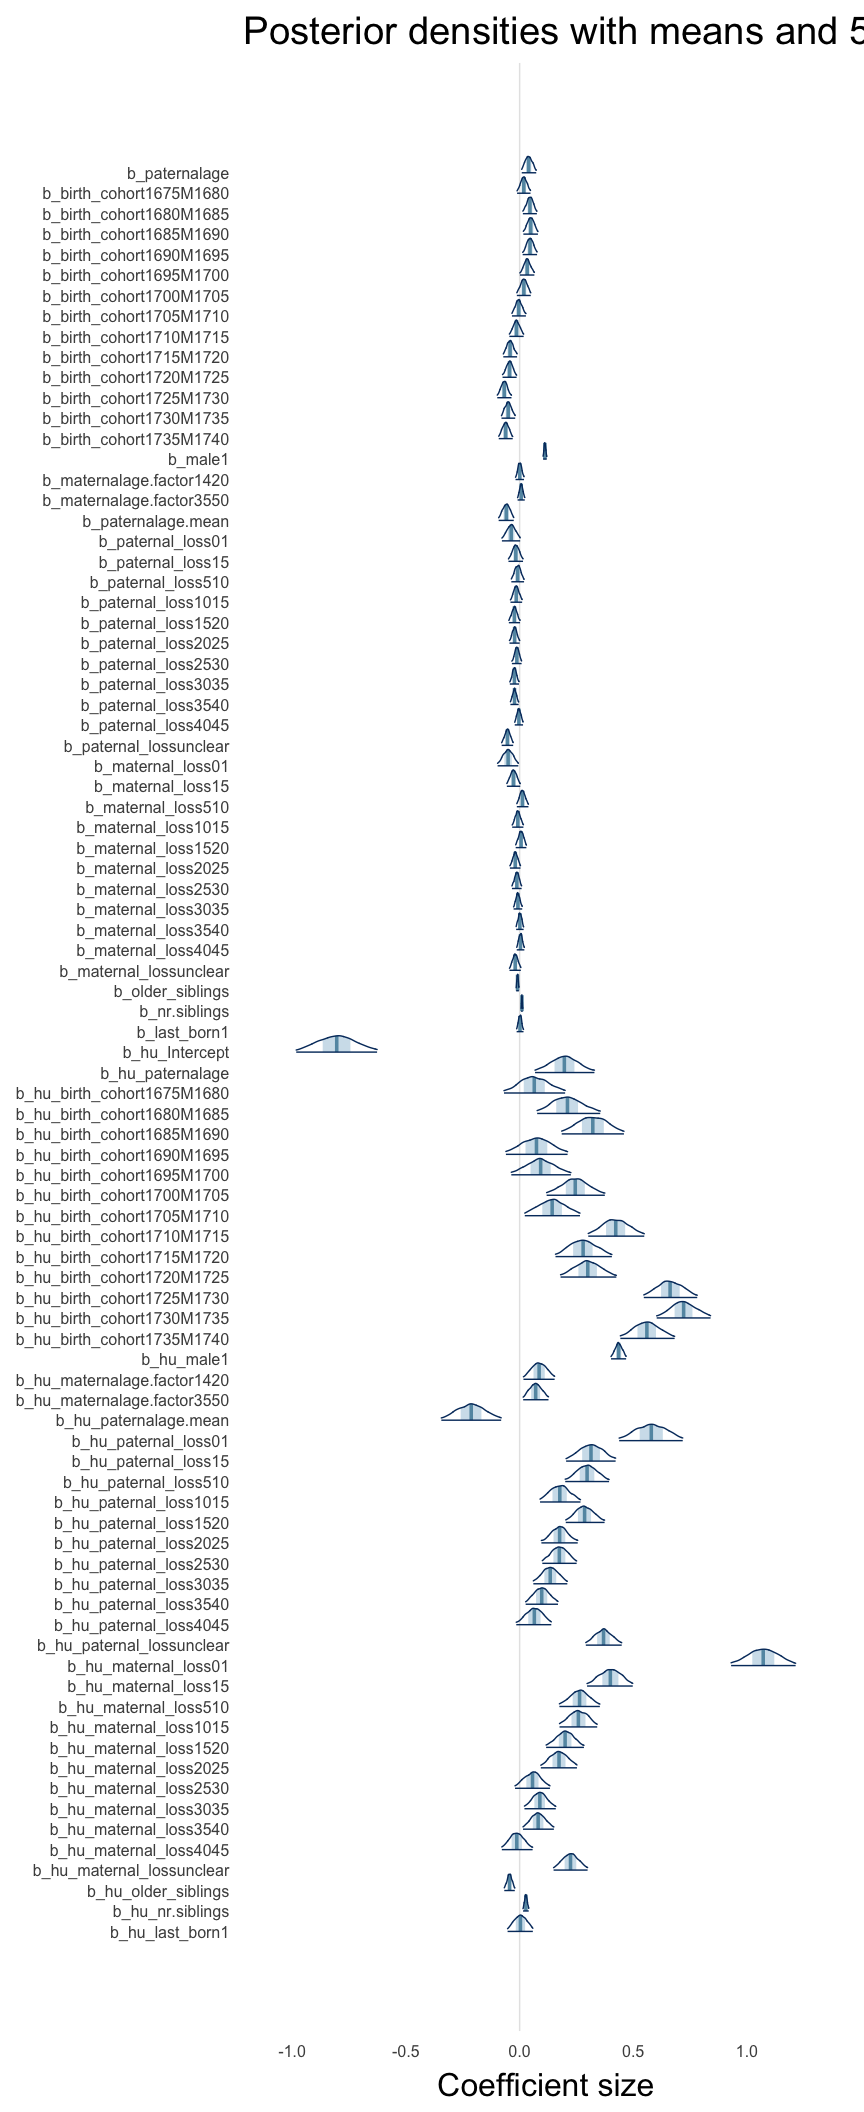 Posterior densities with means and 5
b_paternalage
b_birth_cohort1675M1680
b_birth_cohort1680M1685
b_birth_cohort1685M1690
b_birth_cohort1690M1695
b_birth_cohort1695M1700
b_birth_cohort1700M1705
b_birth_cohort1705M1710
b_birth_cohort1710M1715
b_birth_cohort1715M1720
b_birth_cohort1720M1725
b_birth_cohort1725M1730
b_birth_cohort1730M1735
b_birth_cohort1735M1740
b_male1
b_maternalage.factor1420
b_maternalage.factor3550
b_paternalage.mean
b_paternal_loss01
b_paternal_loss15
b_paternal_loss510
b_paternal_loss1015
b_paternal_loss1520
b_paternal_loss2025
b_paternal_loss2530
b_paternal_loss3035
b_paternal_loss3540
b_paternal_loss4045
b_paternal_lossunclear
b_maternal_loss01
b_maternal_loss15
b_maternal_loss510
b_maternal_loss1015
b_maternal_loss1520
b_maternal_loss2025
b_maternal_loss2530
b_maternal_loss3035
b_maternal_loss3540
b_maternal_loss4045
b_maternal_lossunclear
b_older_siblings
b_nr.siblings
b_last_born1
b_hu_Intercept
b_hu_paternalage
b_hu_birth_cohort1675M1680
b_hu_birth_cohort1680M1685
b_hu_birth_cohort1685M1690
b_hu_birth_cohort1690M1695
b_hu_birth_cohort1695M1700
b_hu_birth_cohort1700M1705
b_hu_birth_cohort1705M1710
b_hu_birth_cohort1710M1715
b_hu_birth_cohort1715M1720
b_hu_birth_cohort1720M1725
b_hu_birth_cohort1725M1730
b_hu_birth_cohort1730M1735
b_hu_birth_cohort1735M1740
b_hu_male1
b_hu_maternalage.factor1420
b_hu_maternalage.factor3550
b_hu_paternalage.mean
b_hu_paternal_loss01
b_hu_paternal_loss15
b_hu_paternal_loss510
b_hu_paternal_loss1015
b_hu_paternal_loss1520
b_hu_paternal_loss2025
b_hu_paternal_loss2530
b_hu_paternal_loss3035
b_hu_paternal_loss3540
b_hu_paternal_loss4045
b_hu_paternal_lossunclear
b_hu_maternal_loss01
b_hu_maternal_loss15
b_hu_maternal_loss510
b_hu_maternal_loss1015
b_hu_maternal_loss1520
b_hu_maternal_loss2025
b_hu_maternal_loss2530
b_hu_maternal_loss3035
b_hu_maternal_loss3540
b_hu_maternal_loss4045
b_hu_maternal_lossunclear
b_hu_older_siblings
b_hu_nr.siblings
b_hu_last_born1
-1.0 -0.5 0.0 0.5 1.0
Coefficient size